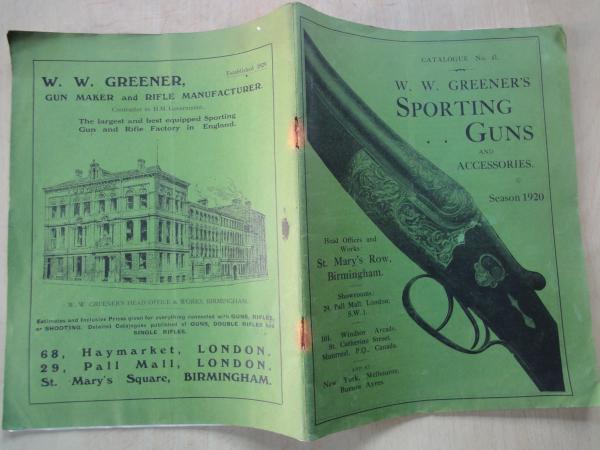 Established 1829
W. W. GREENER,
GUN MAKER and RIFLE MANUFACTURER.
Contractor to H.M. Government.
The largest and best equipped Sporting
Gun and Rifle Factory in England.
W. W. GREENER'S HEAD OFFICE & WORKS, BIRMINGHAM.
Estimates and Inclusive Prices given for everything connected with GUNS, RIFLES,
or SHOOTING. Detailed Catalogues published of GUNS, DOUBLE RIFLES and
SINGLE RIFLES.
68, Haymarket, LONDON.
29, Pall Mall, LONDON.
St. Mary's Square, BIRMINGHAM.
CATALOGUE No.
W. W. GREENER'S
SPORTING
. . GUNS
AND
ACCESSORIES.
Season 1920
Head Offices and
Works:
St. Mary's Row,
Birmingham.
Showrooms:
29, Pall Mall, London,
S.W. 1.
Windsor Arcade,
St. Catherine Street,
Montreal, P.Q., Canada.
AND AT
New York, Melbourne,
Buenos Ayres.